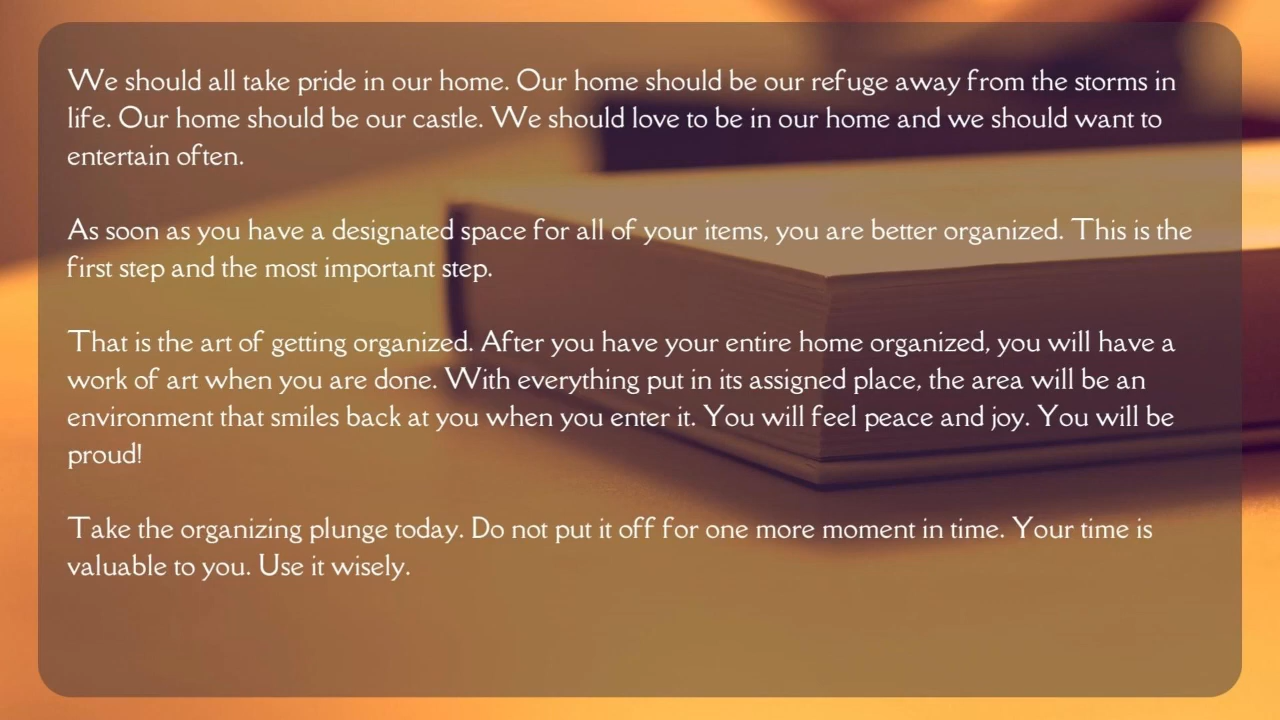 We should all take pride in our home. Our home should be our refuge away from the storms in
life. Our home should be our castle. We should love to be in our home and we should want to
entertain often.
As soon as you have a designated space for all of your items, you are better organized. This is the
first step and the most important step.
That is the art of getting organized. After you have your entire home organized, you will have a
work of art when you are done. With everything put in its assigned place, the area will be an
environment that smiles back at you when you enter it. You will feel peace and joy. You will be
proud!
Take the organizing plunge today. Do not put it off for one more moment in time. Your time is
valuable to you. Use it wisely.